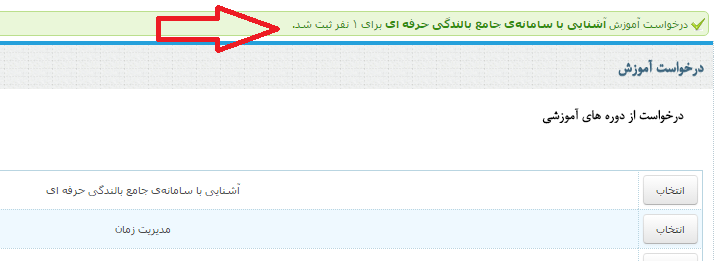 درخواست آموزش آشنایی با سامانه‌ی جامع بالندگی حرفه ای برای ۱ نفر ثبت شد.
درخواست آموزش
درخواست از دوره های آموزشی
انتخاب آشنایی با سامانه‌ی جامع بالندگی حرفه ای
انتخاب مدیریت زمان